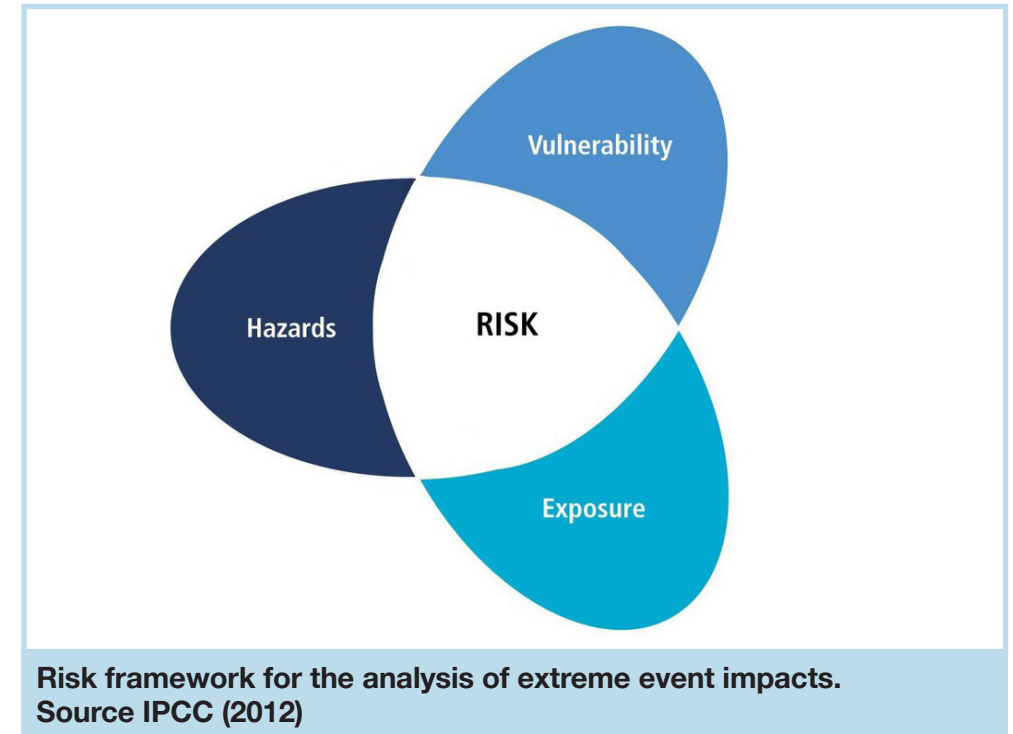 Vulnerability
Hazards
RISK
Exposure
Risk framework for the analysis of extreme event impacts.
Source IPCC (2012)